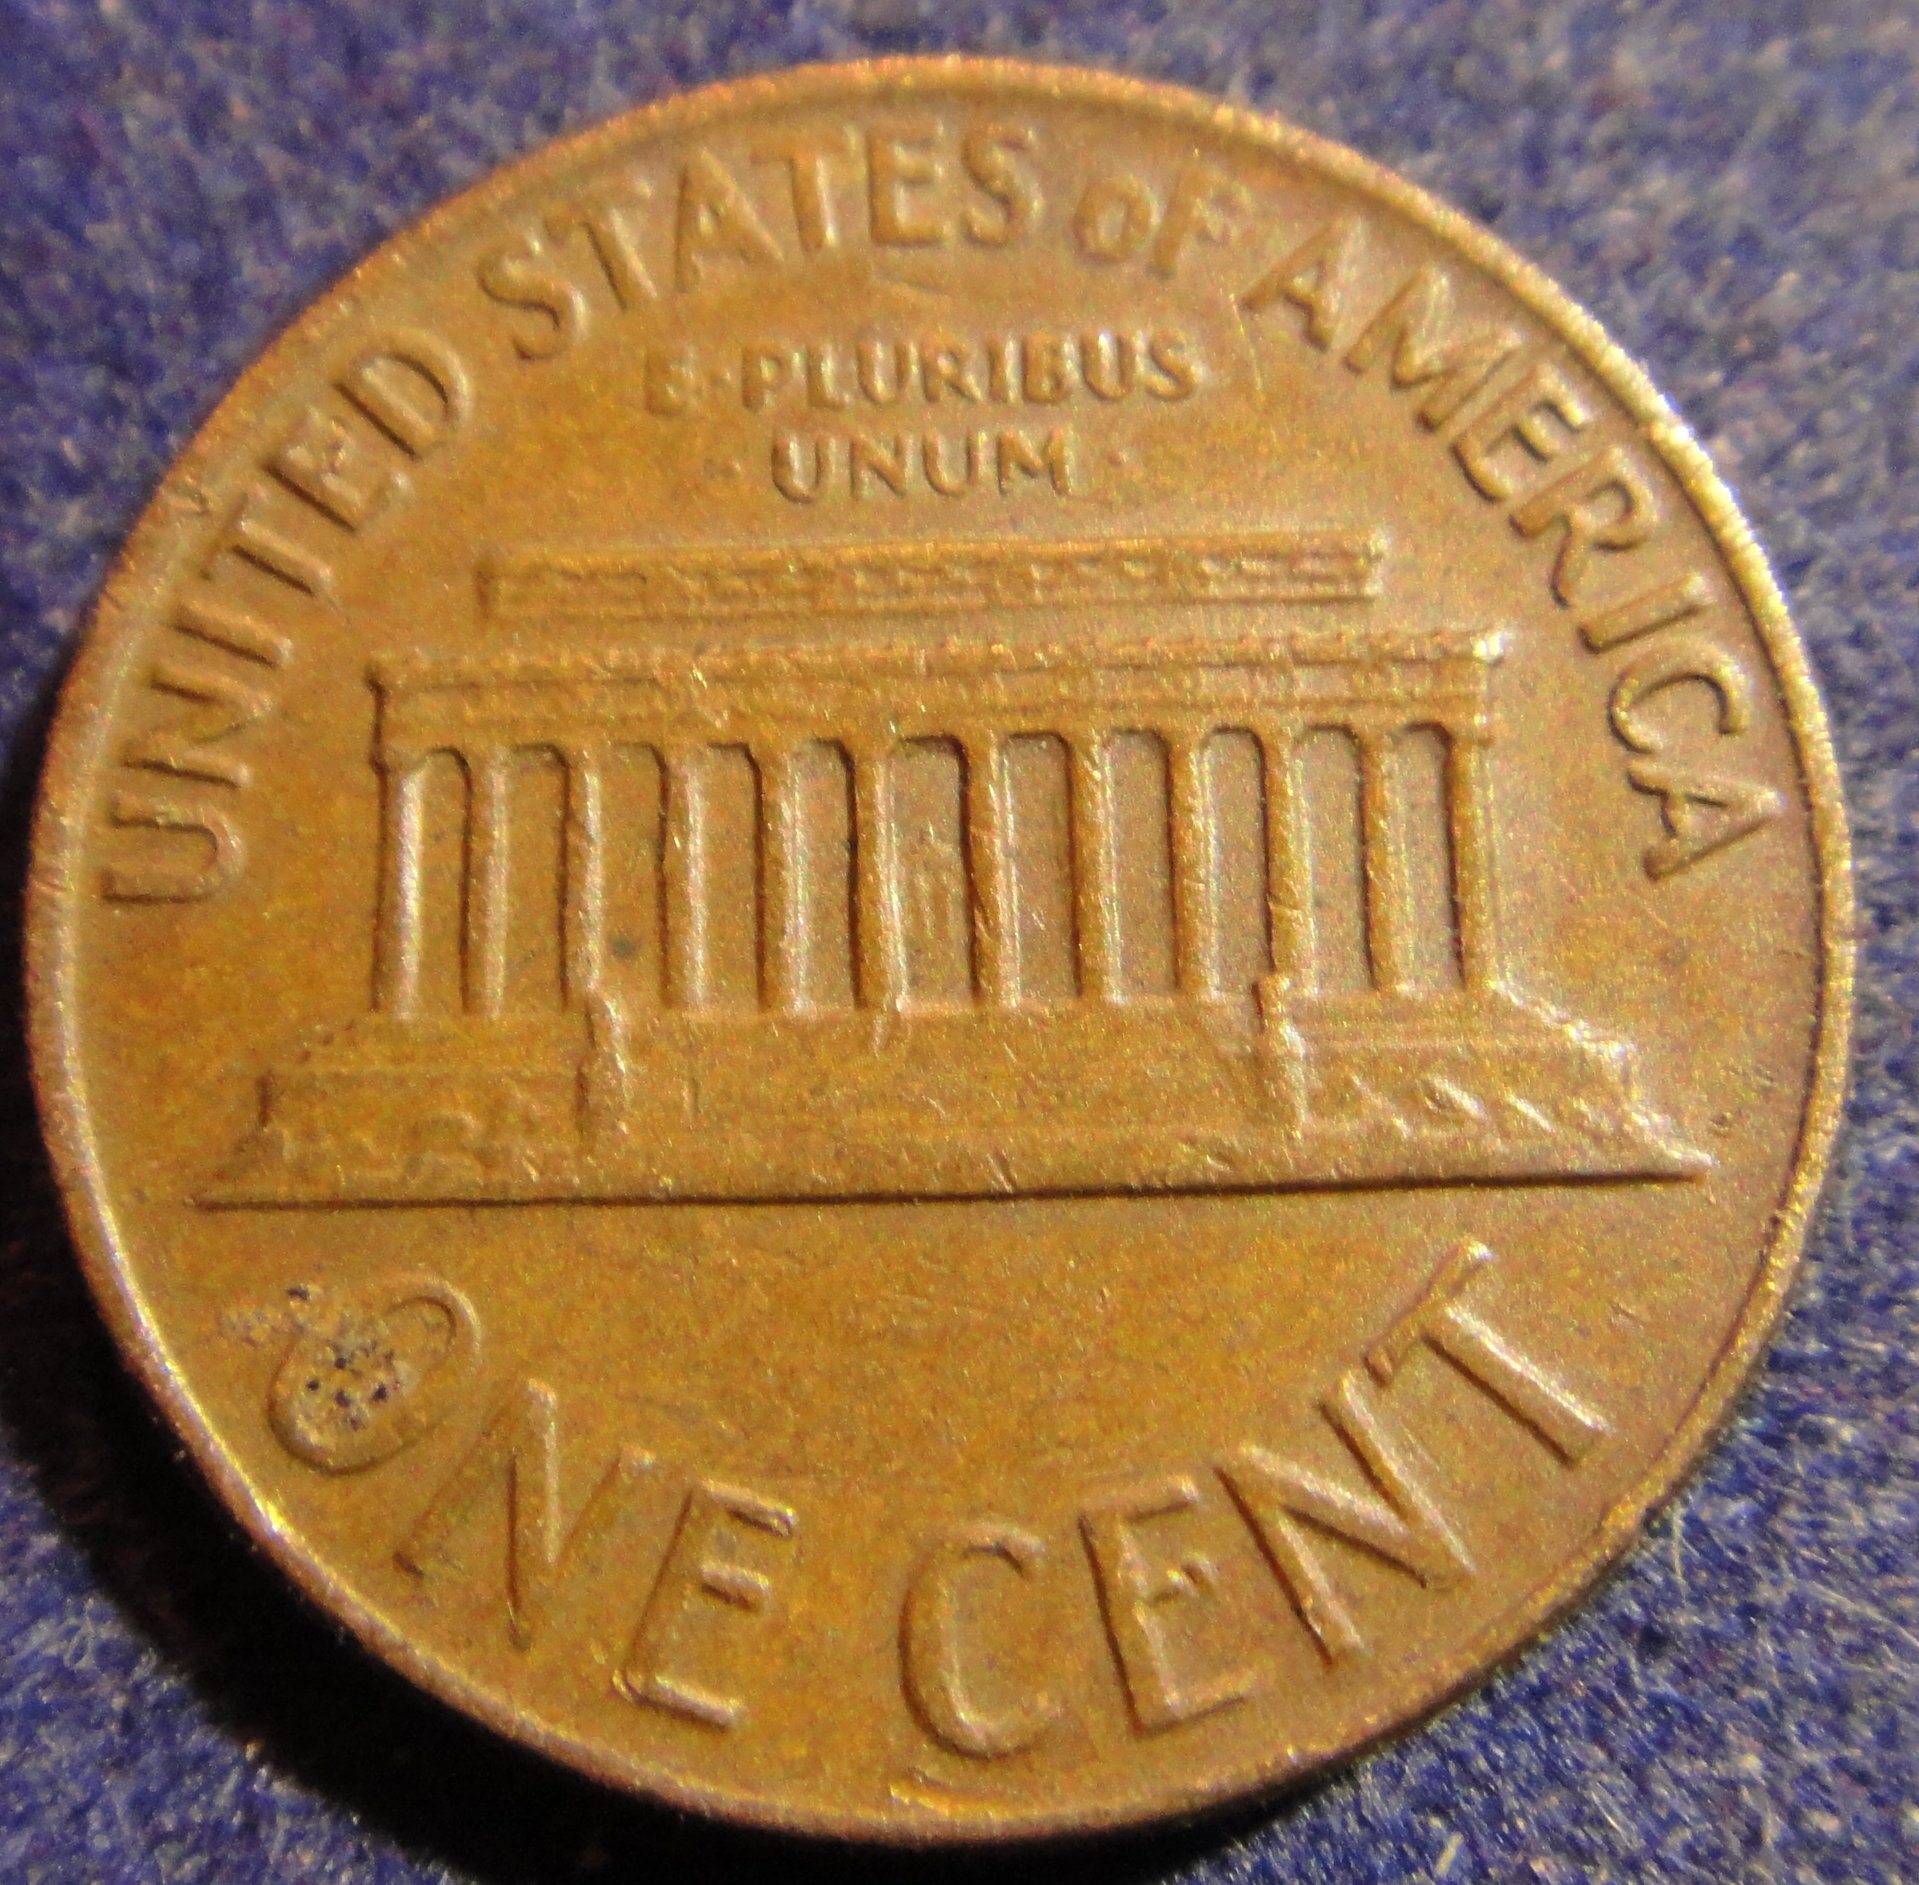 UNITED STATES OF AMERICA
E·PLURIBUS
·UNUM·
ONE CENT